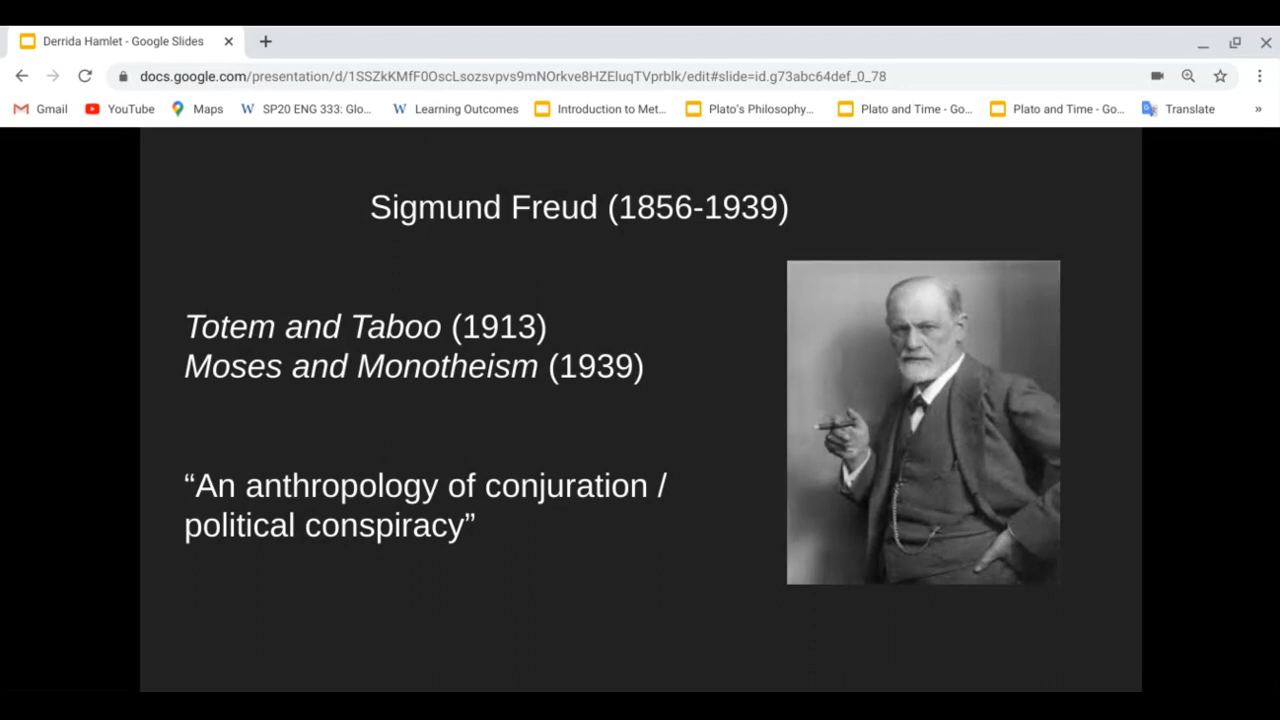 Derrida Hamlet - Google Slides
docs.google.com/presentation/d/1SSZkKMfF0OscLsozsvpvs9mNOrkve8HZEluqTVprblk/edit#slide=id.g73abc64def_0_78
Gmail YouTube Maps SP20 ENG 333: Glo... Learning Outcomes Introduction to Met... Plato's Philosophy... Plato and Time - Go... Plato and Time - Go... Translate »
Sigmund Freud (1856-1939)
Totem and Taboo (1913)
Moses and Monotheism (1939)
“An anthropology of conjuration /
political conspiracy”